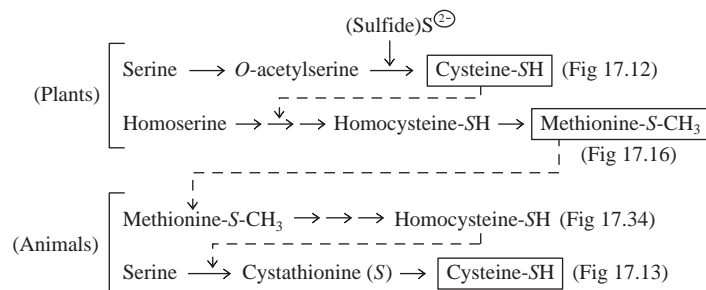 (Sulfide)S²⁻
Serine → O-acetylserine → Cysteine-SH (Fig 17.12)
(Plants)
Homoserine → → → Homocysteine-SH → Methionine-S-CH₃
(Fig 17.16)
Methionine-S-CH₃ → → → Homocysteine-SH (Fig 17.34)
(Animals)
Serine → Cystathionine (S) → Cysteine-SH (Fig 17.13)